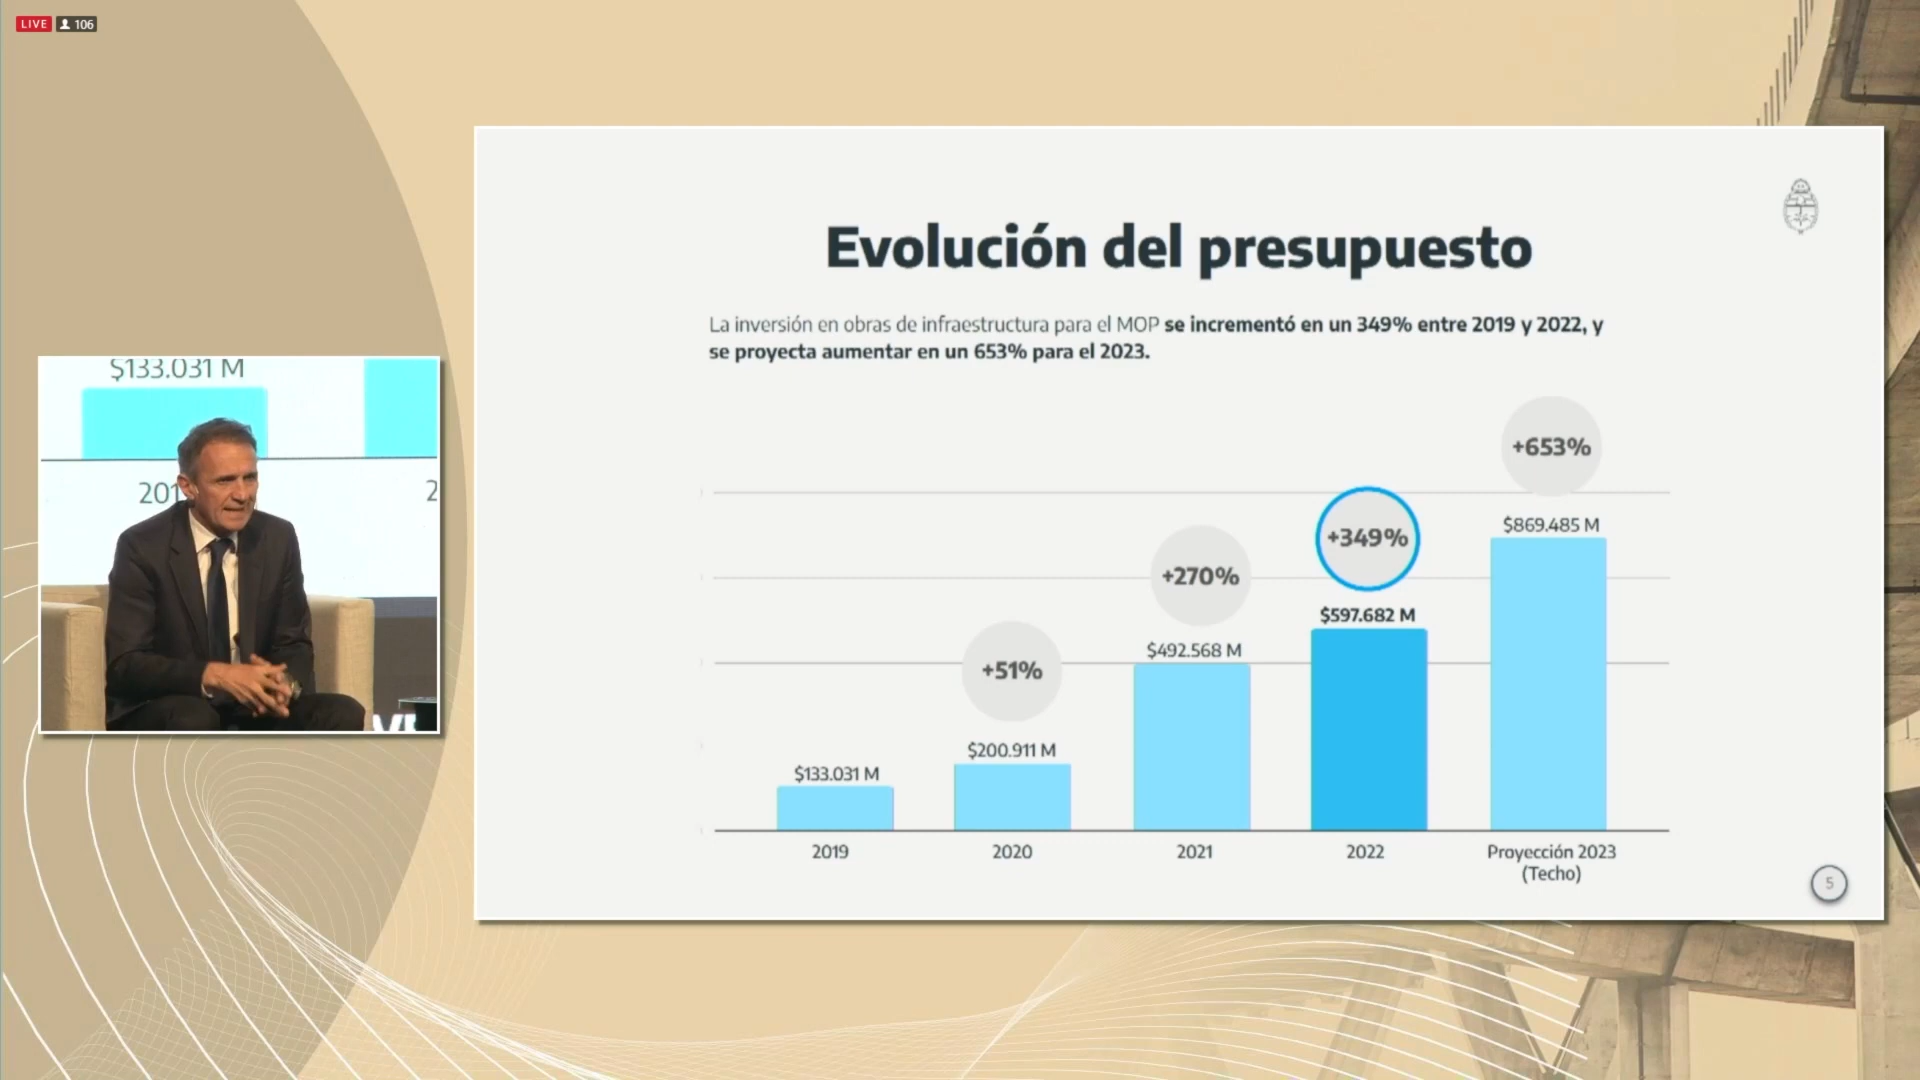 LIVE 106
Evolución del presupuesto
La inversión en obras de infraestructura para el MOP se incrementó en un 349% entre 2019 y 2022, y
se proyecta aumentar en un 653% para el 2023.
+653%
$869.485 M
+349%
$597.682 M
+270%
$492.568 M
+51%
$200.911 M
$133.031 M
2019
2020
2021
2022
Proyección 2023
(Techo)
5
$133.031 M
201
2